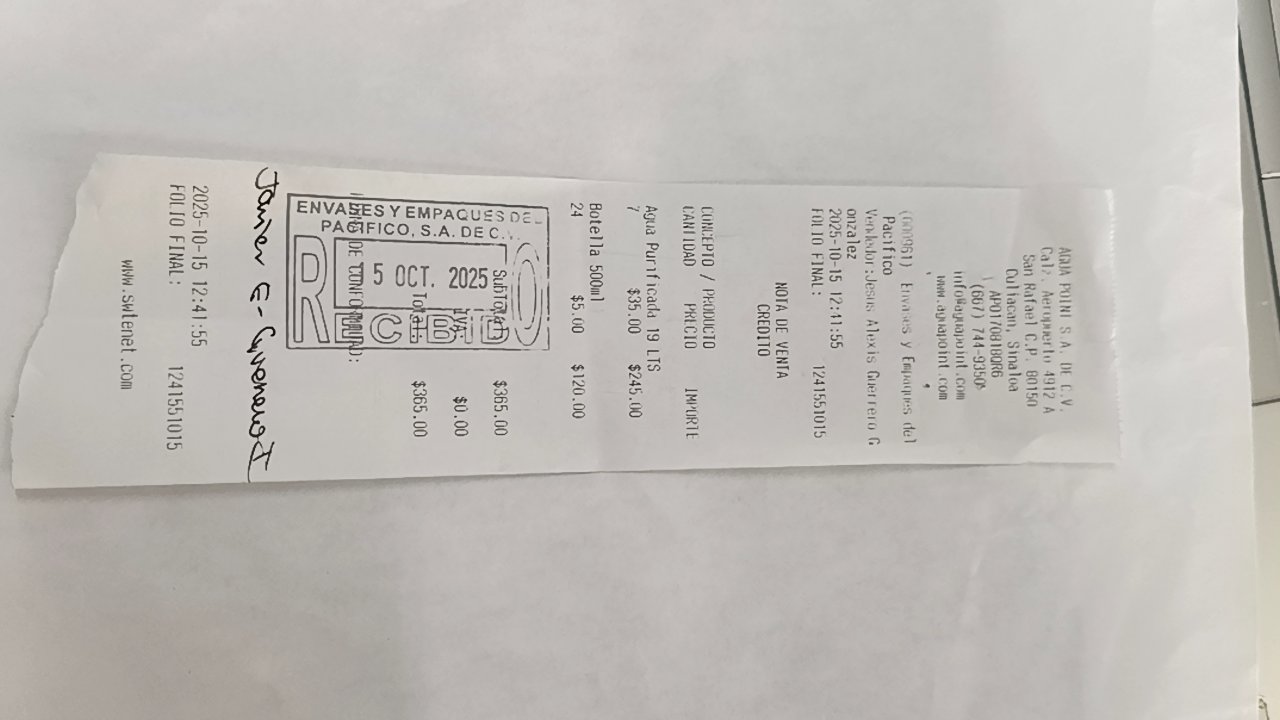 AGUA POINT S.A. DE C.V.
Calz. Aeropuerto 4912 A
San Rafael C.P. 80150
Culiacan, Sinaloa
APO170818QR6
(667) 744-9350
info@aguapoint.com
www.aguapoint.com
(000961) Envases y Empaques del
Pacifico
Vendedor:Jesus Alexis Guerrero G
onzalez
2025-10-15 12:41:55
FOLIO FINAL: 1241551015
NOTA DE VENTA
CREDITO
CONCEPTO / PRODUCTO
CANTIDAD PRECIO IMPORTE
Agua Purificada 19 LTS
7 $35.00 $245.00
Botella 500ml
24 $5.00 $120.00
Subtotal: $365.00
IVA: $0.00
Total: $365.00
ENVASES Y EMPAQUES DE
PACIFICO, S.A. DE C.
5 OCT. 2025
RECIBIDO
DE CONFORMIDAD:
2025-10-15 12:41:55
FOLIO FINAL: 1241551015
www.swlenet.com